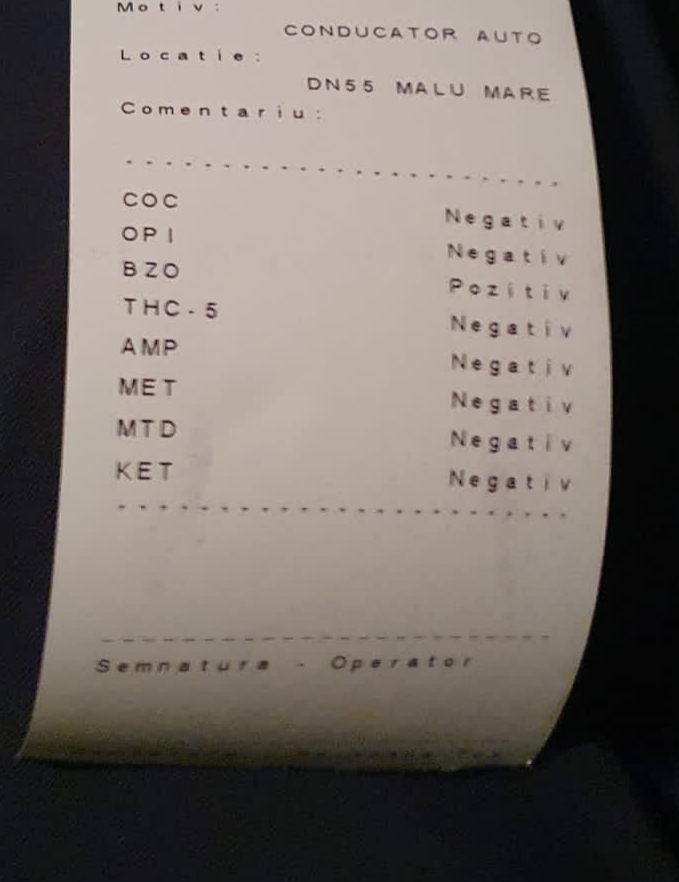 Motiv:
CONDUCATOR AUTO
Locatie:
DN55 MALU MARE
Comentariu:
COC Negativ
OPI Negativ
BZO Pozitiv
THC-5 Negativ
AMP Negativ
MET Negativ
MTD Negativ
KET Negativ
Semnatura - Operator